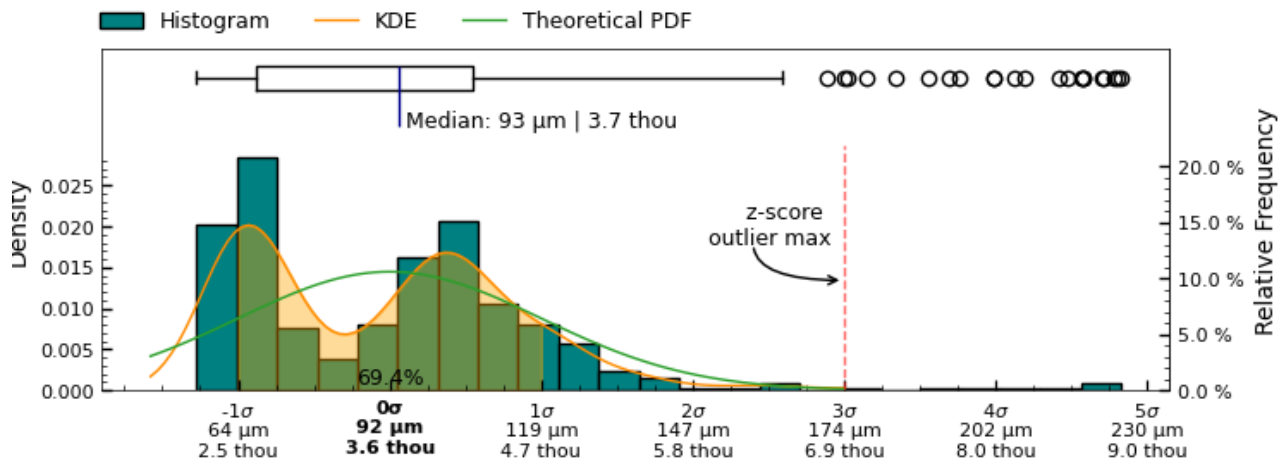 Histogram KDE Theoretical PDF
Median: 93 μm | 3.7 thou
Density
0.025
0.020
0.015
0.010
0.005
0.000
z-score
outlier max
69.4%
20.0 %
15.0 %
10.0 %
5.0 %
0.0 %
Relative Frequency
-1σ 0σ 1σ 2σ 3σ 4σ 5σ
64 μm 92 μm 119 μm 147 μm 174 μm 202 μm 230 μm
2.5 thou 3.6 thou 4.7 thou 5.8 thou 6.9 thou 8.0 thou 9.0 thou